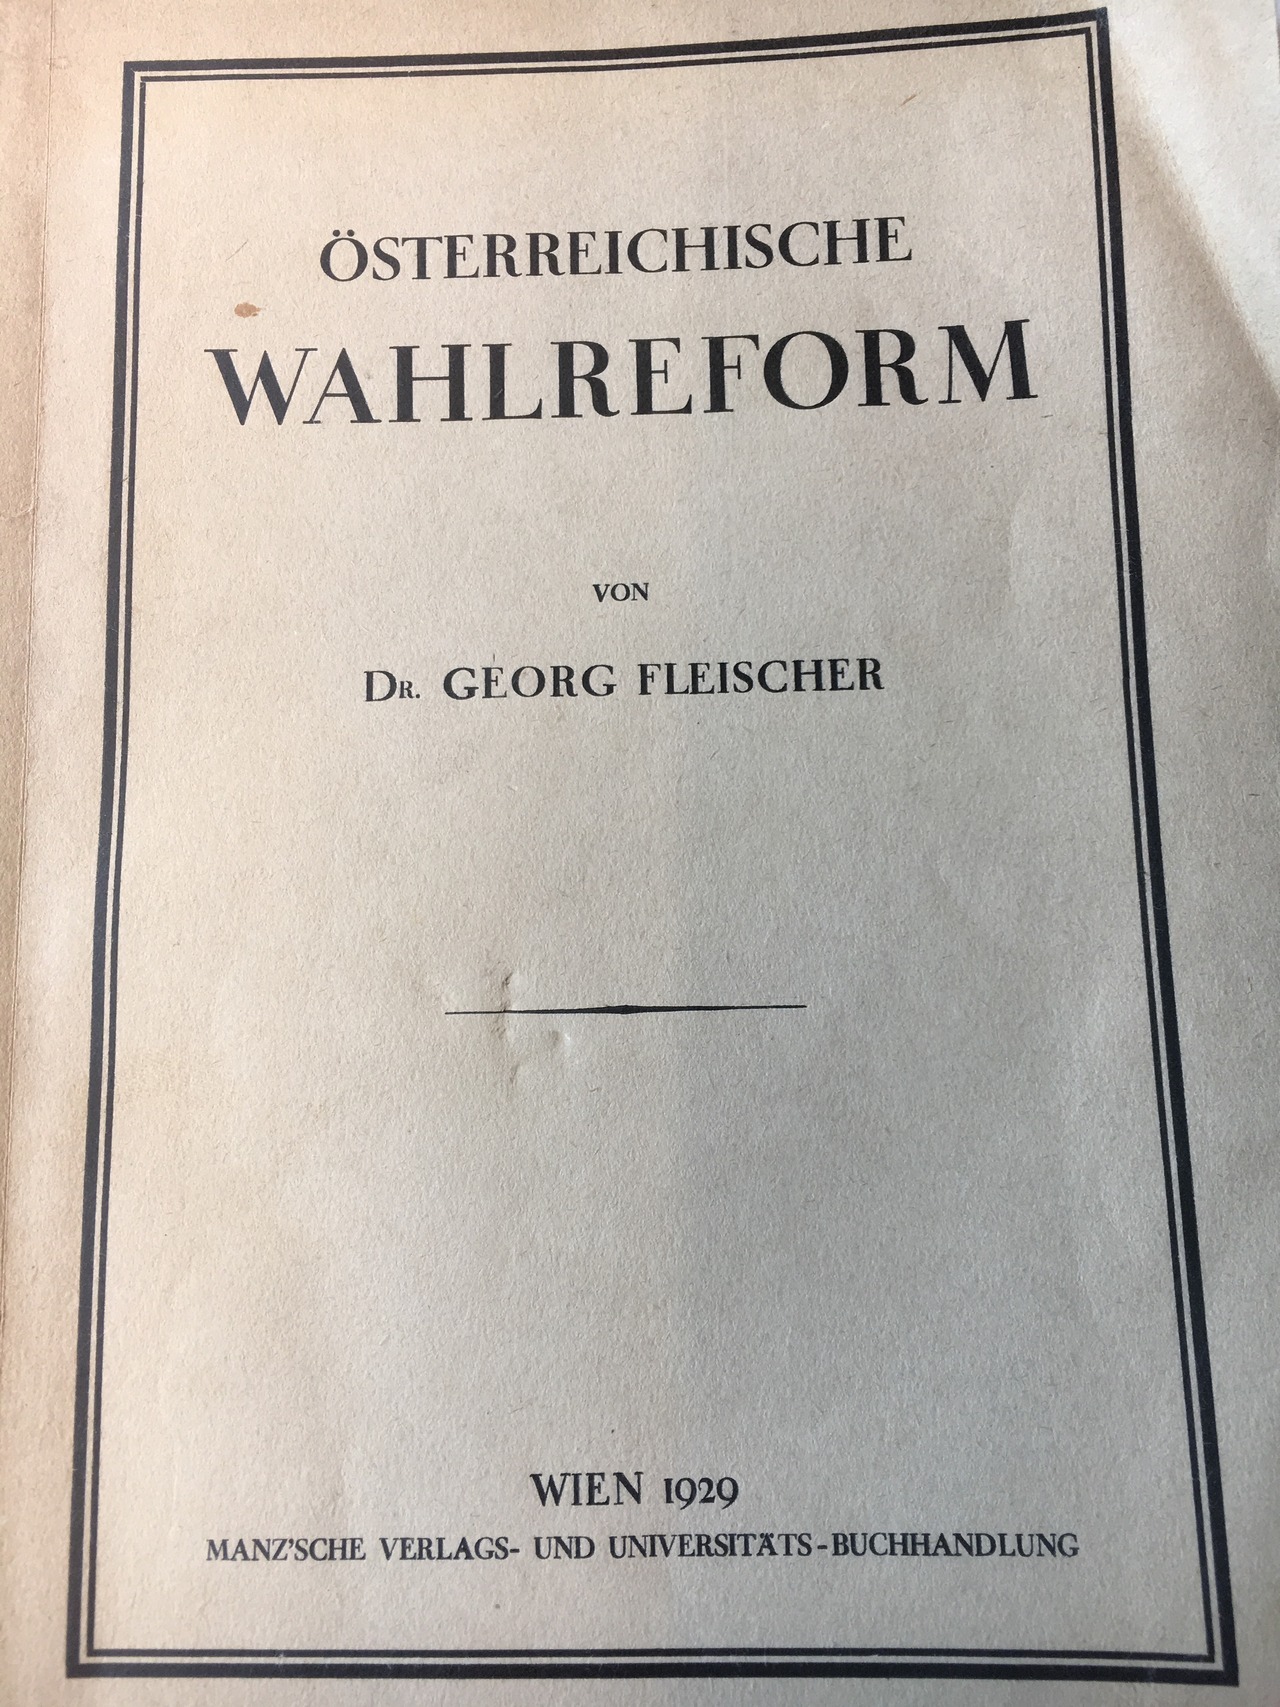 ÖSTERREICHISCHE
WAHLREFORM
VON
DR. GEORG FLEISCHER
WIEN 1929
MANZ'SCHE VERLAGS- UND UNIVERSITÄTS-BUCHHANDLUNG